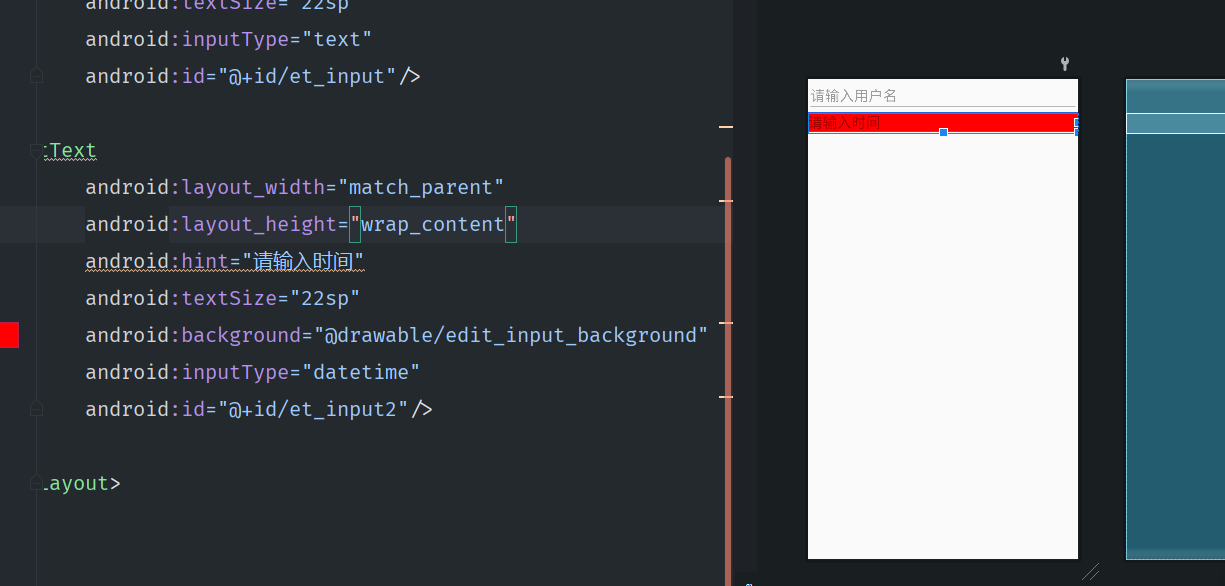 android:textSize="22sp"
android:inputType="text"
android:id="@+id/et_input"/>
tText
android:layout_width="match_parent"
android:layout_height="wrap_content"
android:hint="请输入时间"
android:textSize="22sp"
android:background="@drawable/edit_input_background"
android:inputType="datetime"
android:id="@+id/et_input2"/>
Layout>
请输入用户名
请输入时间